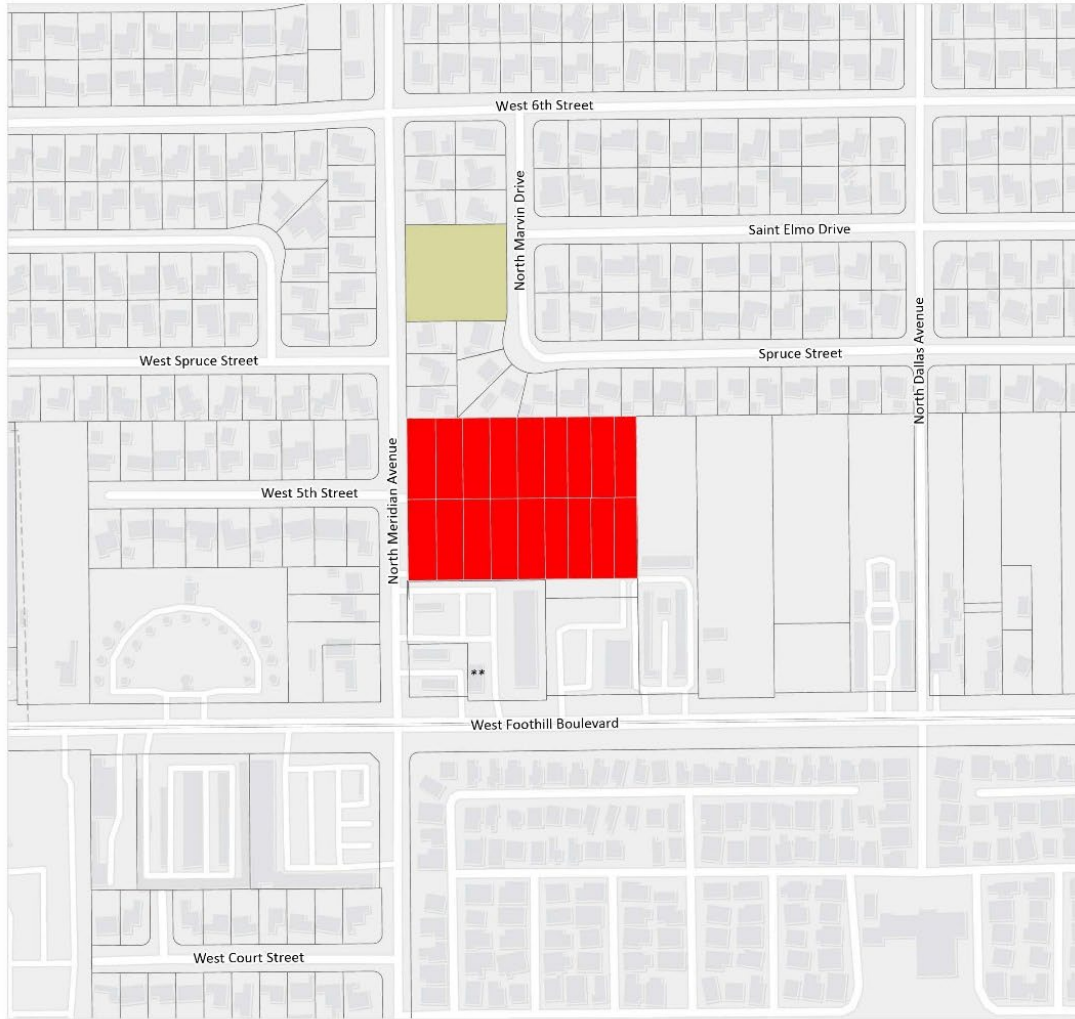 West 6th Street
North Marvin Drive
Saint Elmo Drive
West Spruce Street
Spruce Street
North Dallas Avenue
North Meridian Avenue
West 5th Street
**
West Foothill Boulevard
West Court Street